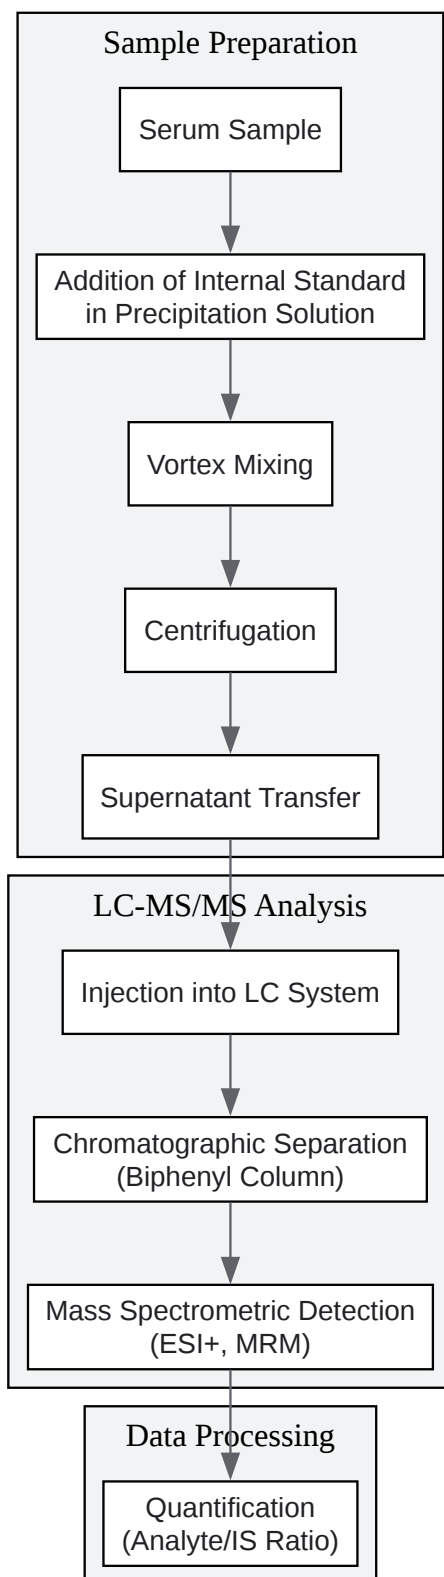 Sample Preparation
Serum Sample
Addition of Internal Standard
in Precipitation Solution
Vortex Mixing
Centrifugation
Supernatant Transfer
LC-MS/MS Analysis
Injection into LC System
Chromatographic Separation
(Biphenyl Column)
Mass Spectrometric Detection
(ESI+, MRM)
Data Processing
Quantification
(Analyte/IS Ratio)